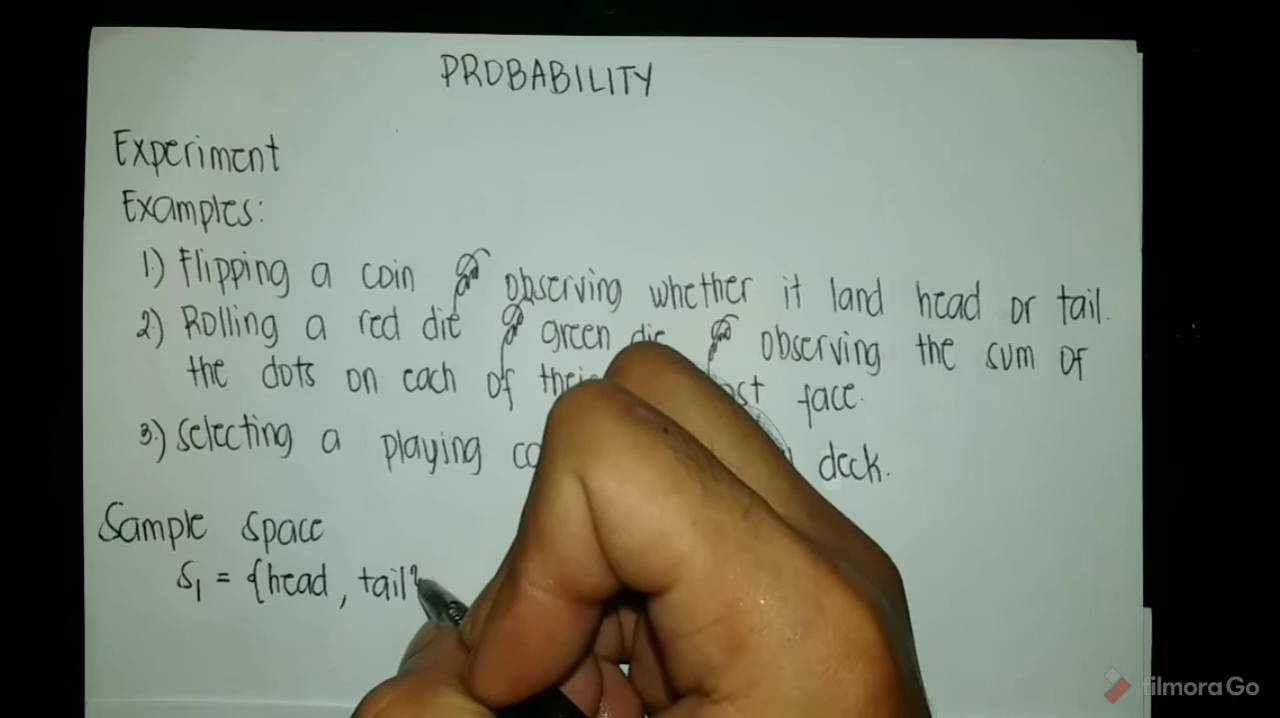 PROBABILITY
Experiment
Examples:
1.) Flipping a coin & observing whether it land head or tail.
2.) Rolling a red die & green die & observing the sum of
the dots on each of their face.
3.) Selecting a playing deck.
Sample space
S₁ = {head, tail}
filmoraGo